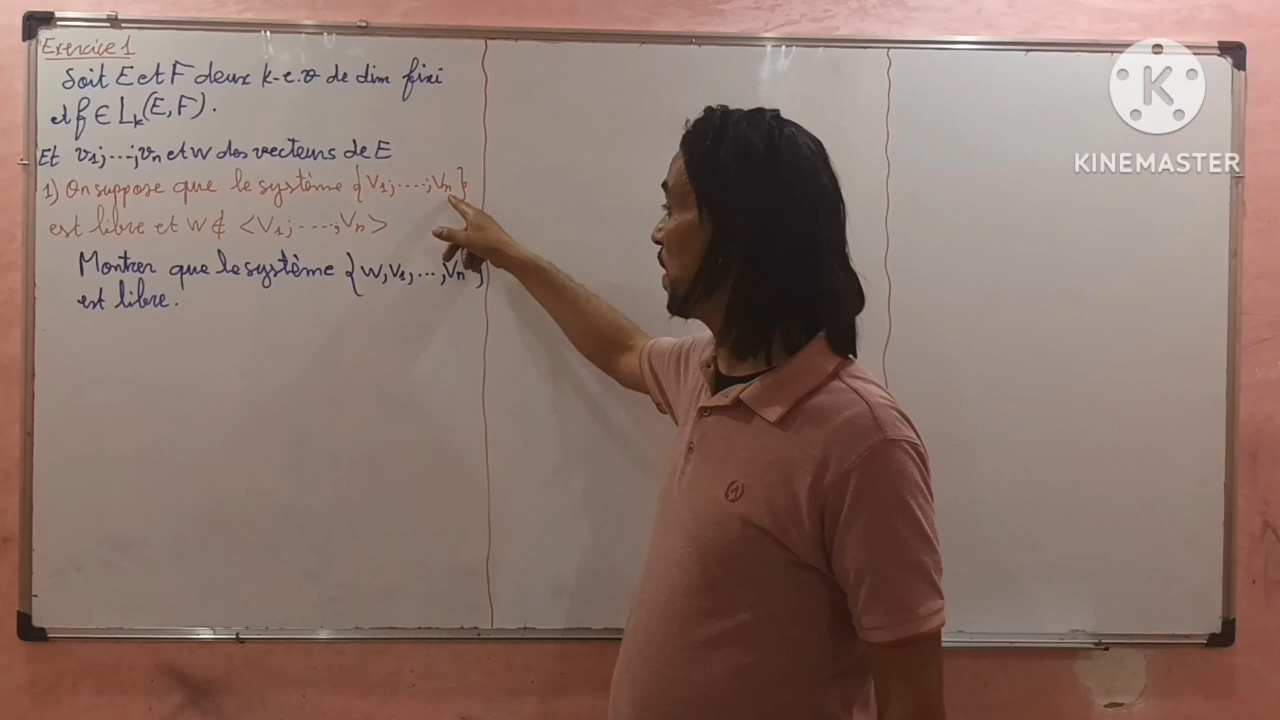 Exercice 1
Soit E et F deux k-e.v de dim fini
et f ∈ L_k(E, F).
Et v₁;...;vₙ et w des vecteurs de E
1) On suppose que le système {V₁;....;Vₙ}
est libre et W ∉ <V₁;....;Vₙ>
Montrer que le système {W,V₁,...,Vₙ}
est libre.
K
KINEMASTER